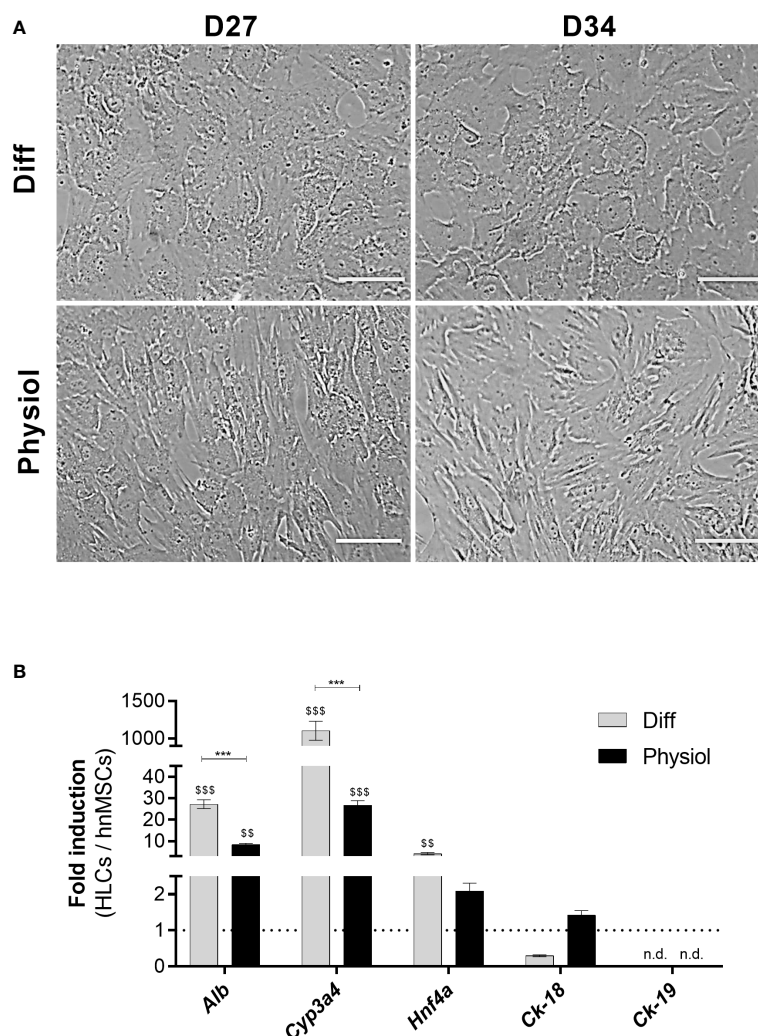 A
D27
D34
Diff
Physiol
B
Fold induction
(HLCs / hnMSCs)
1500
1000
50
40
30
20
10
2
1
0
***
***
$$$
$$
$$$
$$$
$$
n.d.
n.d.
Diff
Physiol
Alb
Cyp3a4
Hnf4a
Ck-18
Ck-19